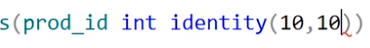 s(prod_id int identity(10,10))